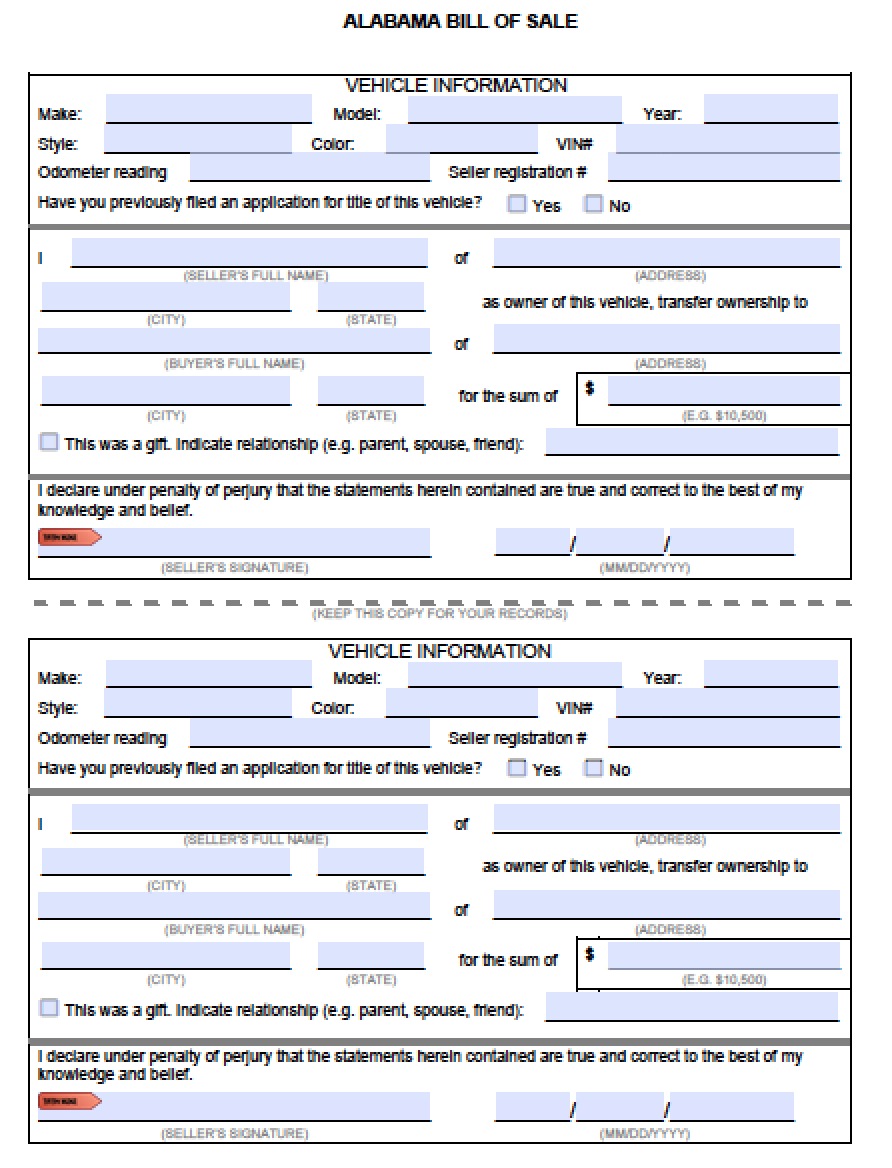 ALABAMA BILL OF SALE
VEHICLE INFORMATION
Make: Model: Year:
Style: Color: VIN#
Odometer reading Seller registration #
Have you previously filed an application for title of this vehicle? Yes No
I of
(SELLER'S FULL NAME) (ADDRESS)
as owner of this vehicle, transfer ownership to
(CITY) (STATE)
of
(BUYER'S FULL NAME) (ADDRESS)
for the sum of $
(CITY) (STATE) (E.G. $10,500)
This was a gift. Indicate relationship (e.g. parent, spouse, friend):
I declare under penalty of perjury that the statements herein contained are true and correct to the best of my
knowledge and belief.
/ /
(SELLER'S SIGNATURE) (MM/DD/YYYY)
(KEEP THIS COPY FOR YOUR RECORDS)
VEHICLE INFORMATION
Make: Model: Year:
Style: Color: VIN#
Odometer reading Seller registration #
Have you previously filed an application for title of this vehicle? Yes No
I of
(SELLER'S FULL NAME) (ADDRESS)
as owner of this vehicle, transfer ownership to
(CITY) (STATE)
of
(BUYER'S FULL NAME) (ADDRESS)
for the sum of $
(CITY) (STATE) (E.G. $10,500)
This was a gift. Indicate relationship (e.g. parent, spouse, friend):
I declare under penalty of perjury that the statements herein contained are true and correct to the best of my
knowledge and belief.
/ /
(SELLER'S SIGNATURE) (MM/DD/YYYY)